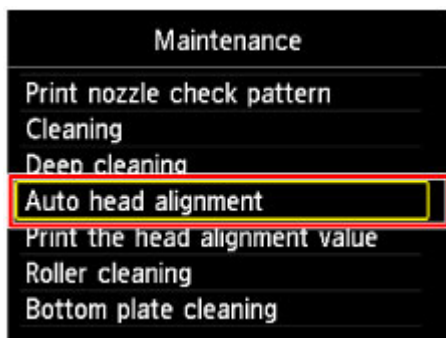 Maintenance
Print nozzle check pattern
Cleaning
Deep cleaning
Auto head alignment
Print the head alignment value
Roller cleaning
Bottom plate cleaning